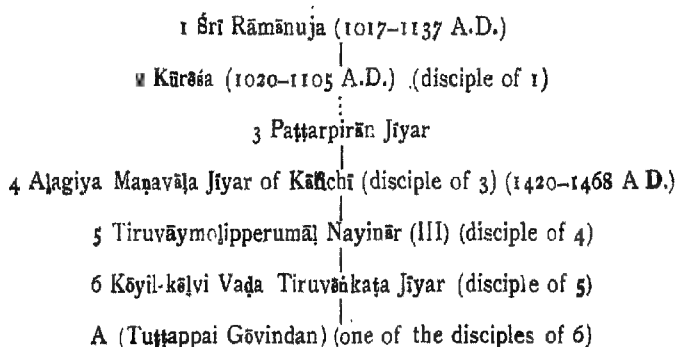 1 Śrī Rāmānuja (1017–1137 A.D.)
2 Kūrēśa (1020–1105 A.D.) (disciple of 1)
3 Paṭṭarpirān Jīyar
4 Aḷagiya Maṇavāḷa Jīyar of Kāñchī (disciple of 3) (1420–1468 A D.)
5 Tiruvāymoḷipperumāḷ Nayinār (III) (disciple of 4)
6 Kōyil-kēḷvi Vaḍa Tiruvēṅkaṭa Jīyar (disciple of 5)
A (Tuṭṭappai Gōvindan) (one of the disciples of 6)